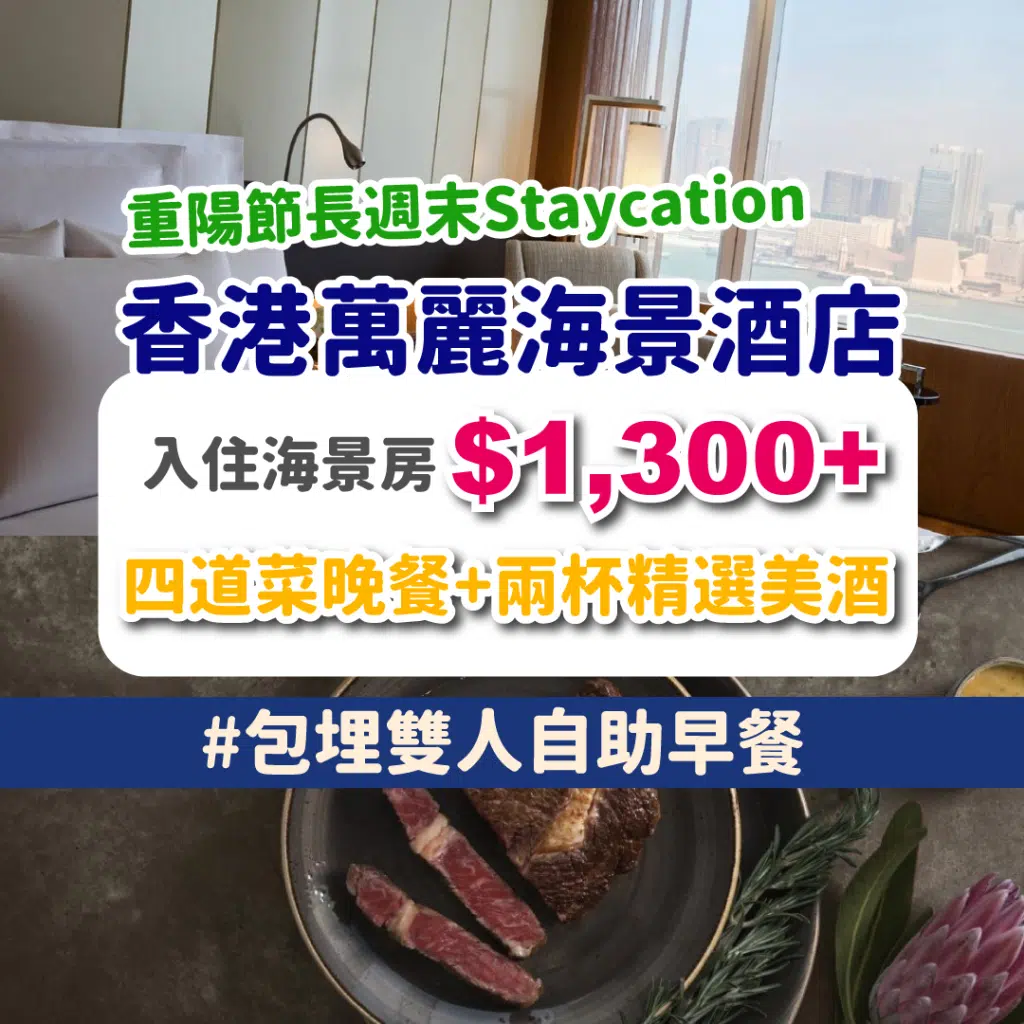 重陽節長週末Staycation
香港萬麗海景酒店
入住海景房 $1,300+
四道菜晚餐+兩杯精選美酒
#包埋雙人自助早餐